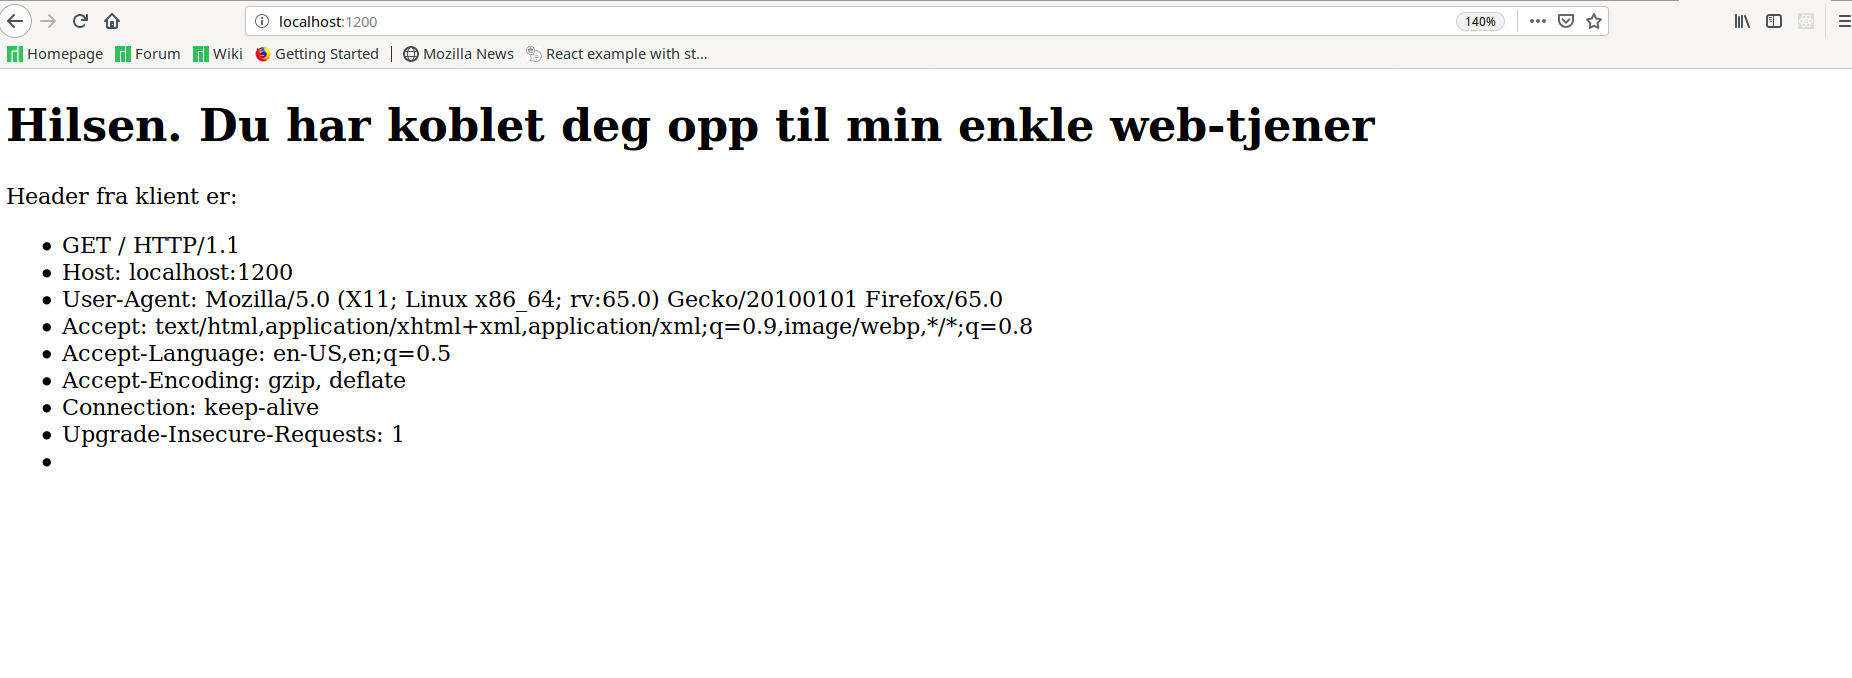 localhost:1200
140%
Homepage Forum Wiki Getting Started Mozilla News React example with st...
Hilsen. Du har koblet deg opp til min enkle web-tjener
Header fra klient er:
GET / HTTP/1.1
Host: localhost:1200
User-Agent: Mozilla/5.0 (X11; Linux x86_64; rv:65.0) Gecko/20100101 Firefox/65.0
Accept: text/html,application/xhtml+xml,application/xml;q=0.9,image/webp,*/*;q=0.8
Accept-Language: en-US,en;q=0.5
Accept-Encoding: gzip, deflate
Connection: keep-alive
Upgrade-Insecure-Requests: 1